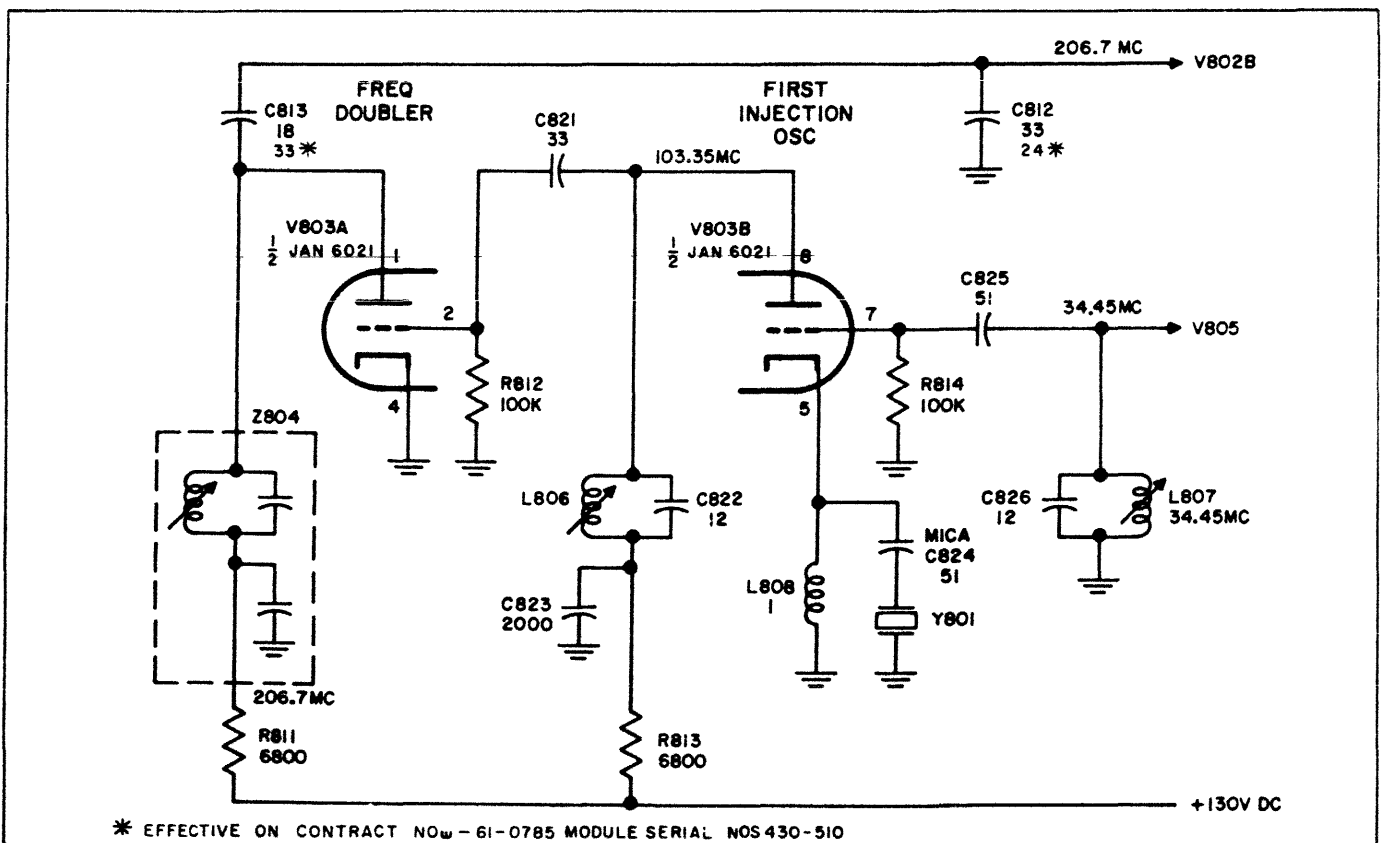 206.7 MC
V802B
FREQ
DOUBLER
FIRST
INJECTION
OSC
C813
18
33 *
C821
33
C812
33
24 *
103.35MC
V803A
1/2 JAN 6021
1
V803B
1/2 JAN 6021
8
C825
51
2
7
34.45MC
V805
R812
100K
R814
100K
4
5
Z804
L806
C822
12
C826
12
L807
34.45MC
MICA
C824
51
L808
1
Y801
C823
2000
206.7MC
R811
6800
R813
6800
+130V DC
* EFFECTIVE ON CONTRACT NOw-61-0785 MODULE SERIAL NOS 430-510